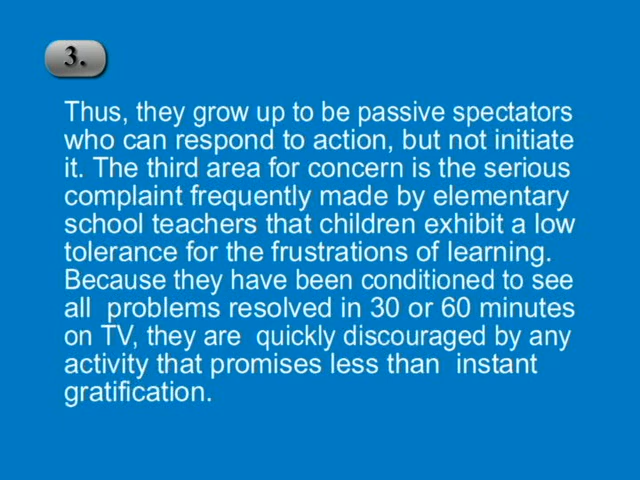 3.
Thus, they grow up to be passive spectators
who can respond to action, but not initiate
it. The third area for concern is the serious
complaint frequently made by elementary
school teachers that children exhibit a low
tolerance for the frustrations of learning.
Because they have been conditioned to see
all  problems resolved in 30 or 60 minutes
on TV, they are  quickly discouraged by any
activity that promises less than  instant
gratification.